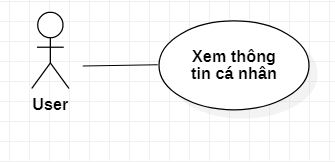 Xem thông
tin cá nhân
User